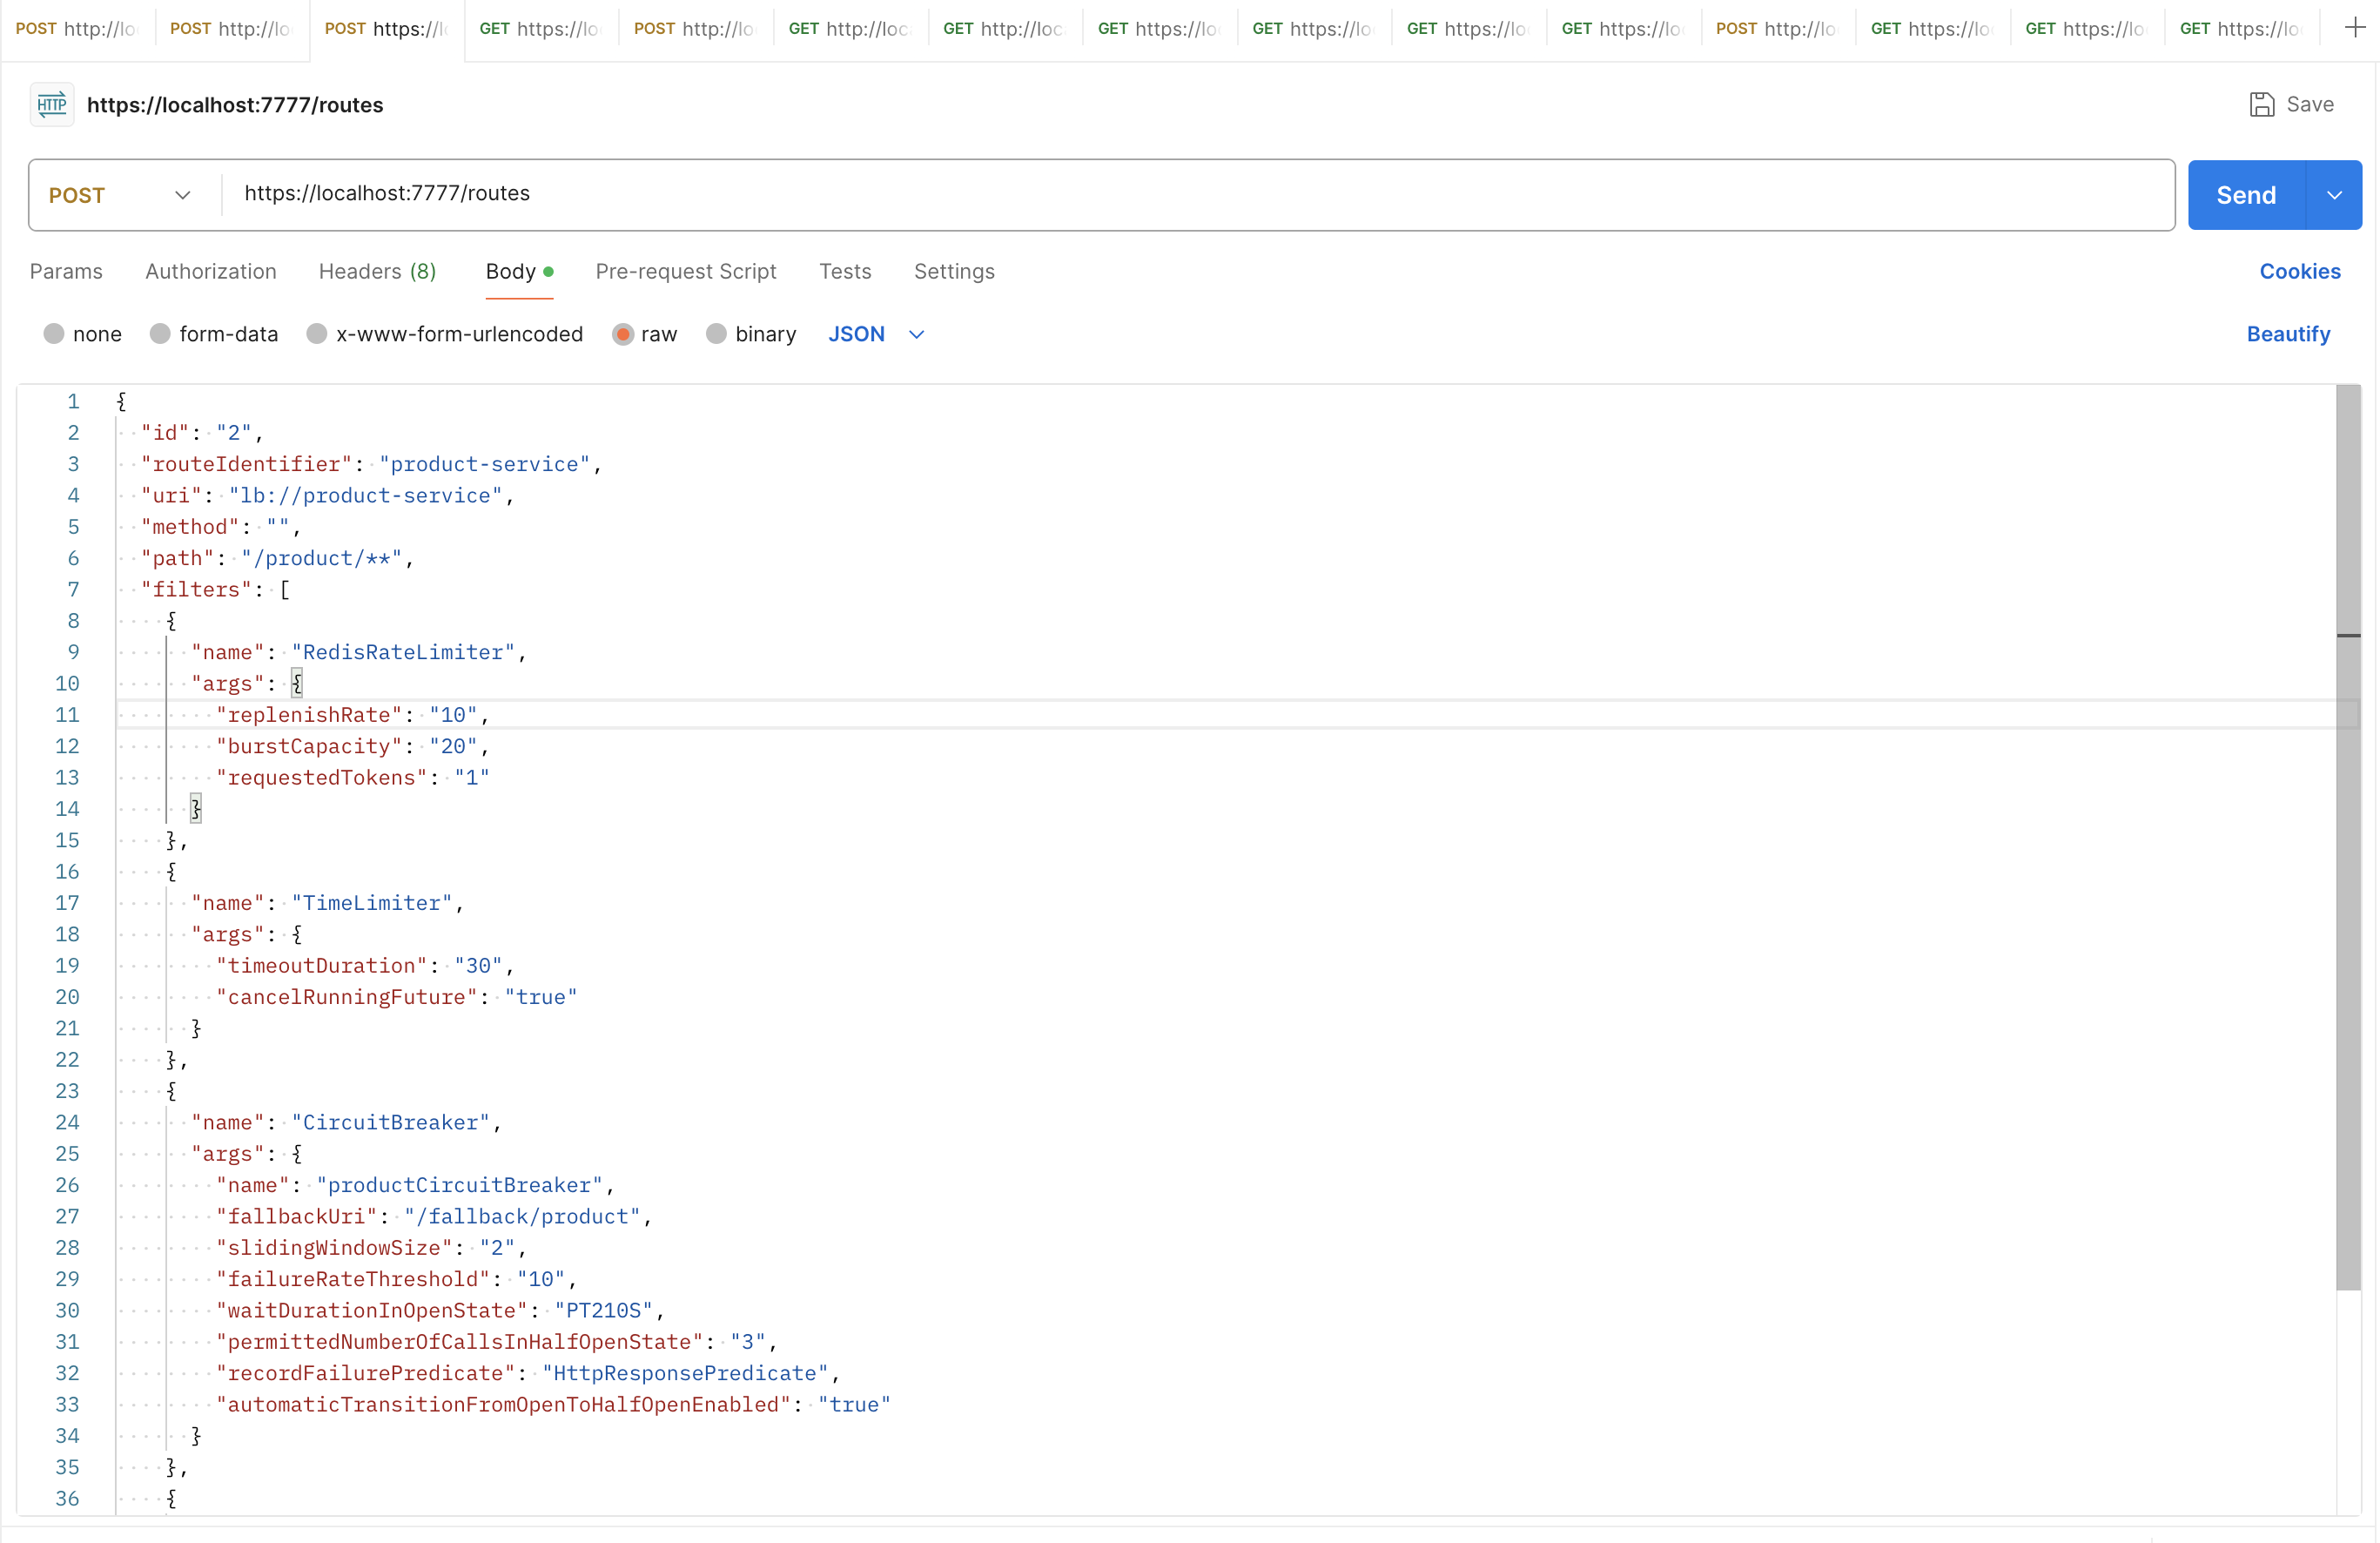 POST http://lo POST http://lo POST https://l GET https://lo POST http://lo GET http://loc GET http://loc GET https://lo GET https://lo GET https://lo GET https://lo POST http://lo GET https://lo GET https://lo GET https://lo +
HTTP https://localhost:7777/routes Save
POST https://localhost:7777/routes Send
Params Authorization Headers (8) Body Pre-request Script Tests Settings Cookies
none form-data x-www-form-urlencoded raw binary JSON Beautify
1 {
2 "id": "2",
3 "routeIdentifier": "product-service",
4 "uri": "lb://product-service",
5 "method": "",
6 "path": "/product/**",
7 "filters": [
8 {
9 "name": "RedisRateLimiter",
10 "args": {
11 "replenishRate": "10",
12 "burstCapacity": "20",
13 "requestedTokens": "1"
14 }
15 },
16 {
17 "name": "TimeLimiter",
18 "args": {
19 "timeoutDuration": "30",
20 "cancelRunningFuture": "true"
21 }
22 },
23 {
24 "name": "CircuitBreaker",
25 "args": {
26 "name": "productCircuitBreaker",
27 "fallbackUri": "/fallback/product",
28 "slidingWindowSize": "2",
29 "failureRateThreshold": "10",
30 "waitDurationInOpenState": "PT210S",
31 "permittedNumberOfCallsInHalfOpenState": "3",
32 "recordFailurePredicate": "HttpResponsePredicate",
33 "automaticTransitionFromOpenToHalfOpenEnabled": "true"
34 }
35 },
36 {